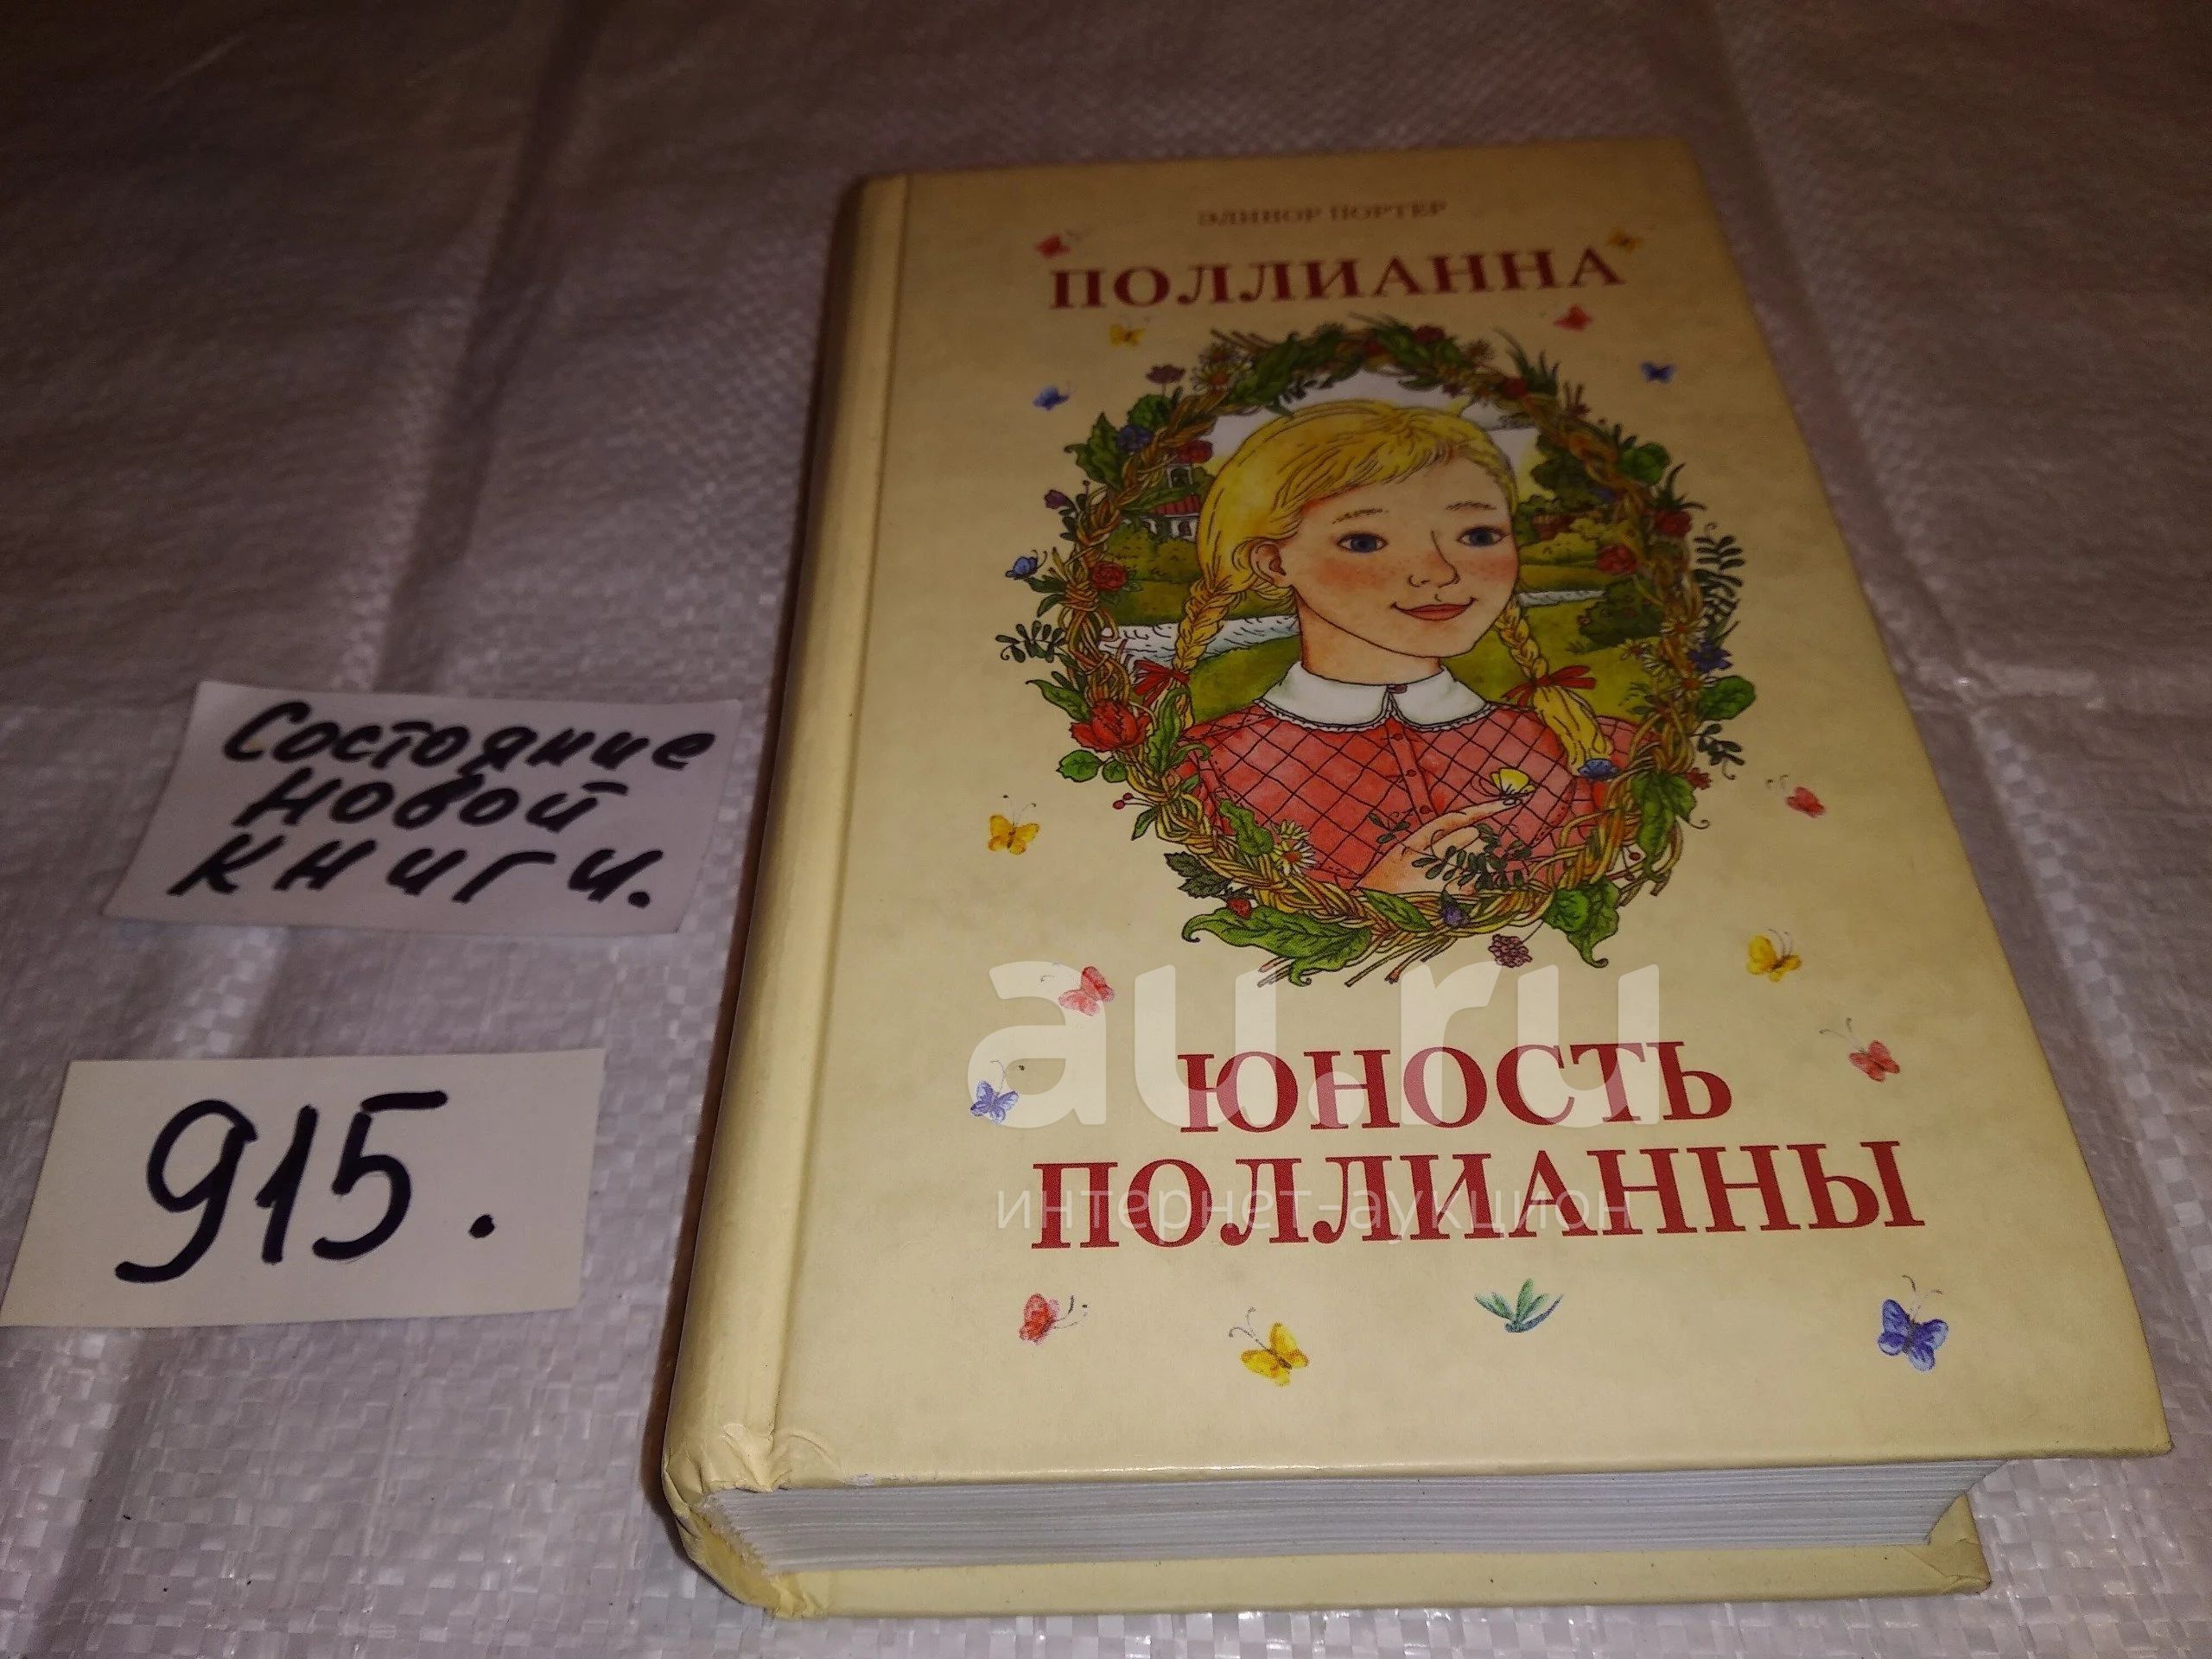 ЭЛИНОР ПОРТЕР
ПОЛЛИАННА
Состояние
новой
книги.
au.ru
ЮНОСТЬ
ПОЛЛИАННЫ
интернет-аукцион
915.